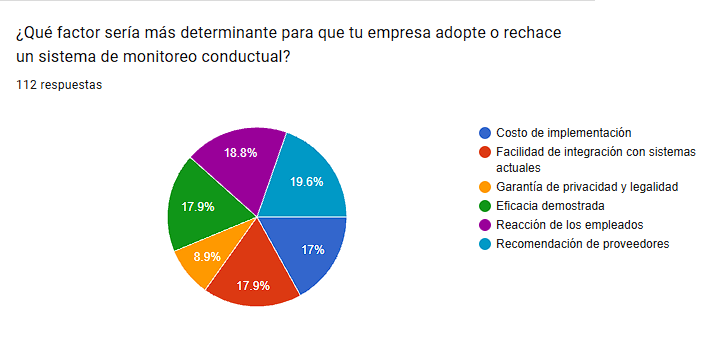 ¿Qué factor sería más determinante para que tu empresa adopte o rechace
un sistema de monitoreo conductual?
112 respuestas
18.8%
19.6%
17.9%
17%
8.9%
17.9%
Costo de implementación
Facilidad de integración con sistemas
actuales
Garantía de privacidad y legalidad
Eficacia demostrada
Reacción de los empleados
Recomendación de proveedores